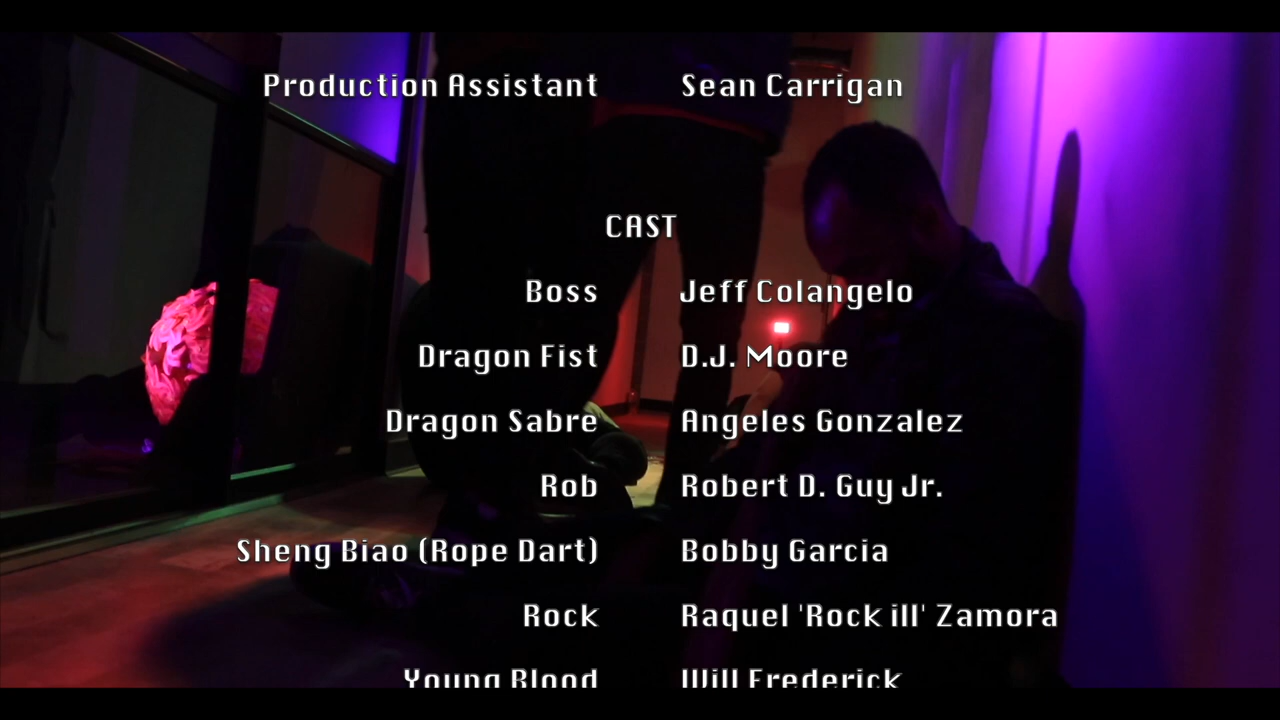 Production Assistant Sean Carrigan
CAST
Boss Jeff Colangelo
Dragon Fist D.J. Moore
Dragon Sabre Angeles Gonzalez
Rob Robert D. Guy Jr.
Sheng Biao (Rope Dart) Bobby Garcia
Rock Raquel 'Rock ill' Zamora
Young Blood Will Frederick